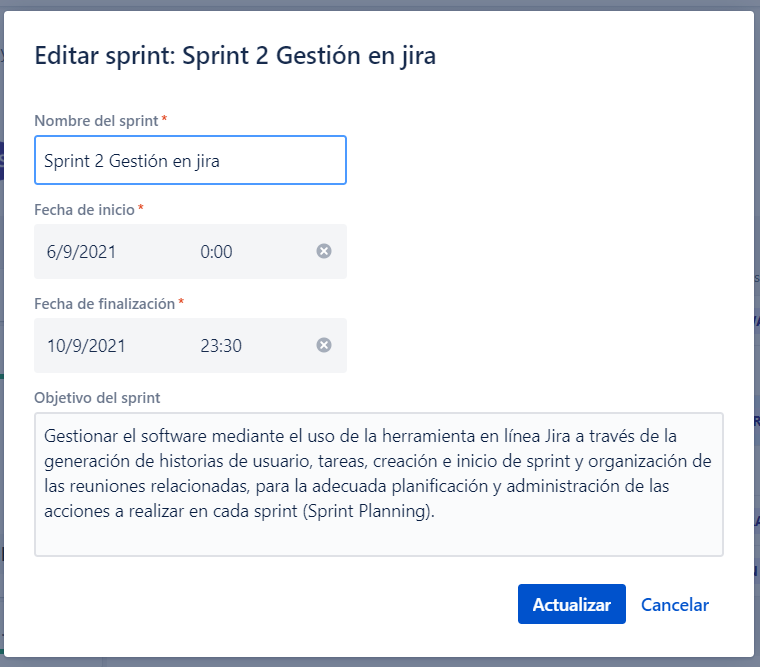 Editar sprint: Sprint 2 Gestión en jira
Nombre del sprint *
Sprint 2 Gestión en jira
Fecha de inicio *
6/9/2021 0:00
Fecha de finalización *
10/9/2021 23:30
Objetivo del sprint
Gestionar el software mediante el uso de la herramienta en línea Jira a través de la
generación de historias de usuario, tareas, creación e inicio de sprint y organización de
las reuniones relacionadas, para la adecuada planificación y administración de las
acciones a realizar en cada sprint (Sprint Planning).
Actualizar Cancelar